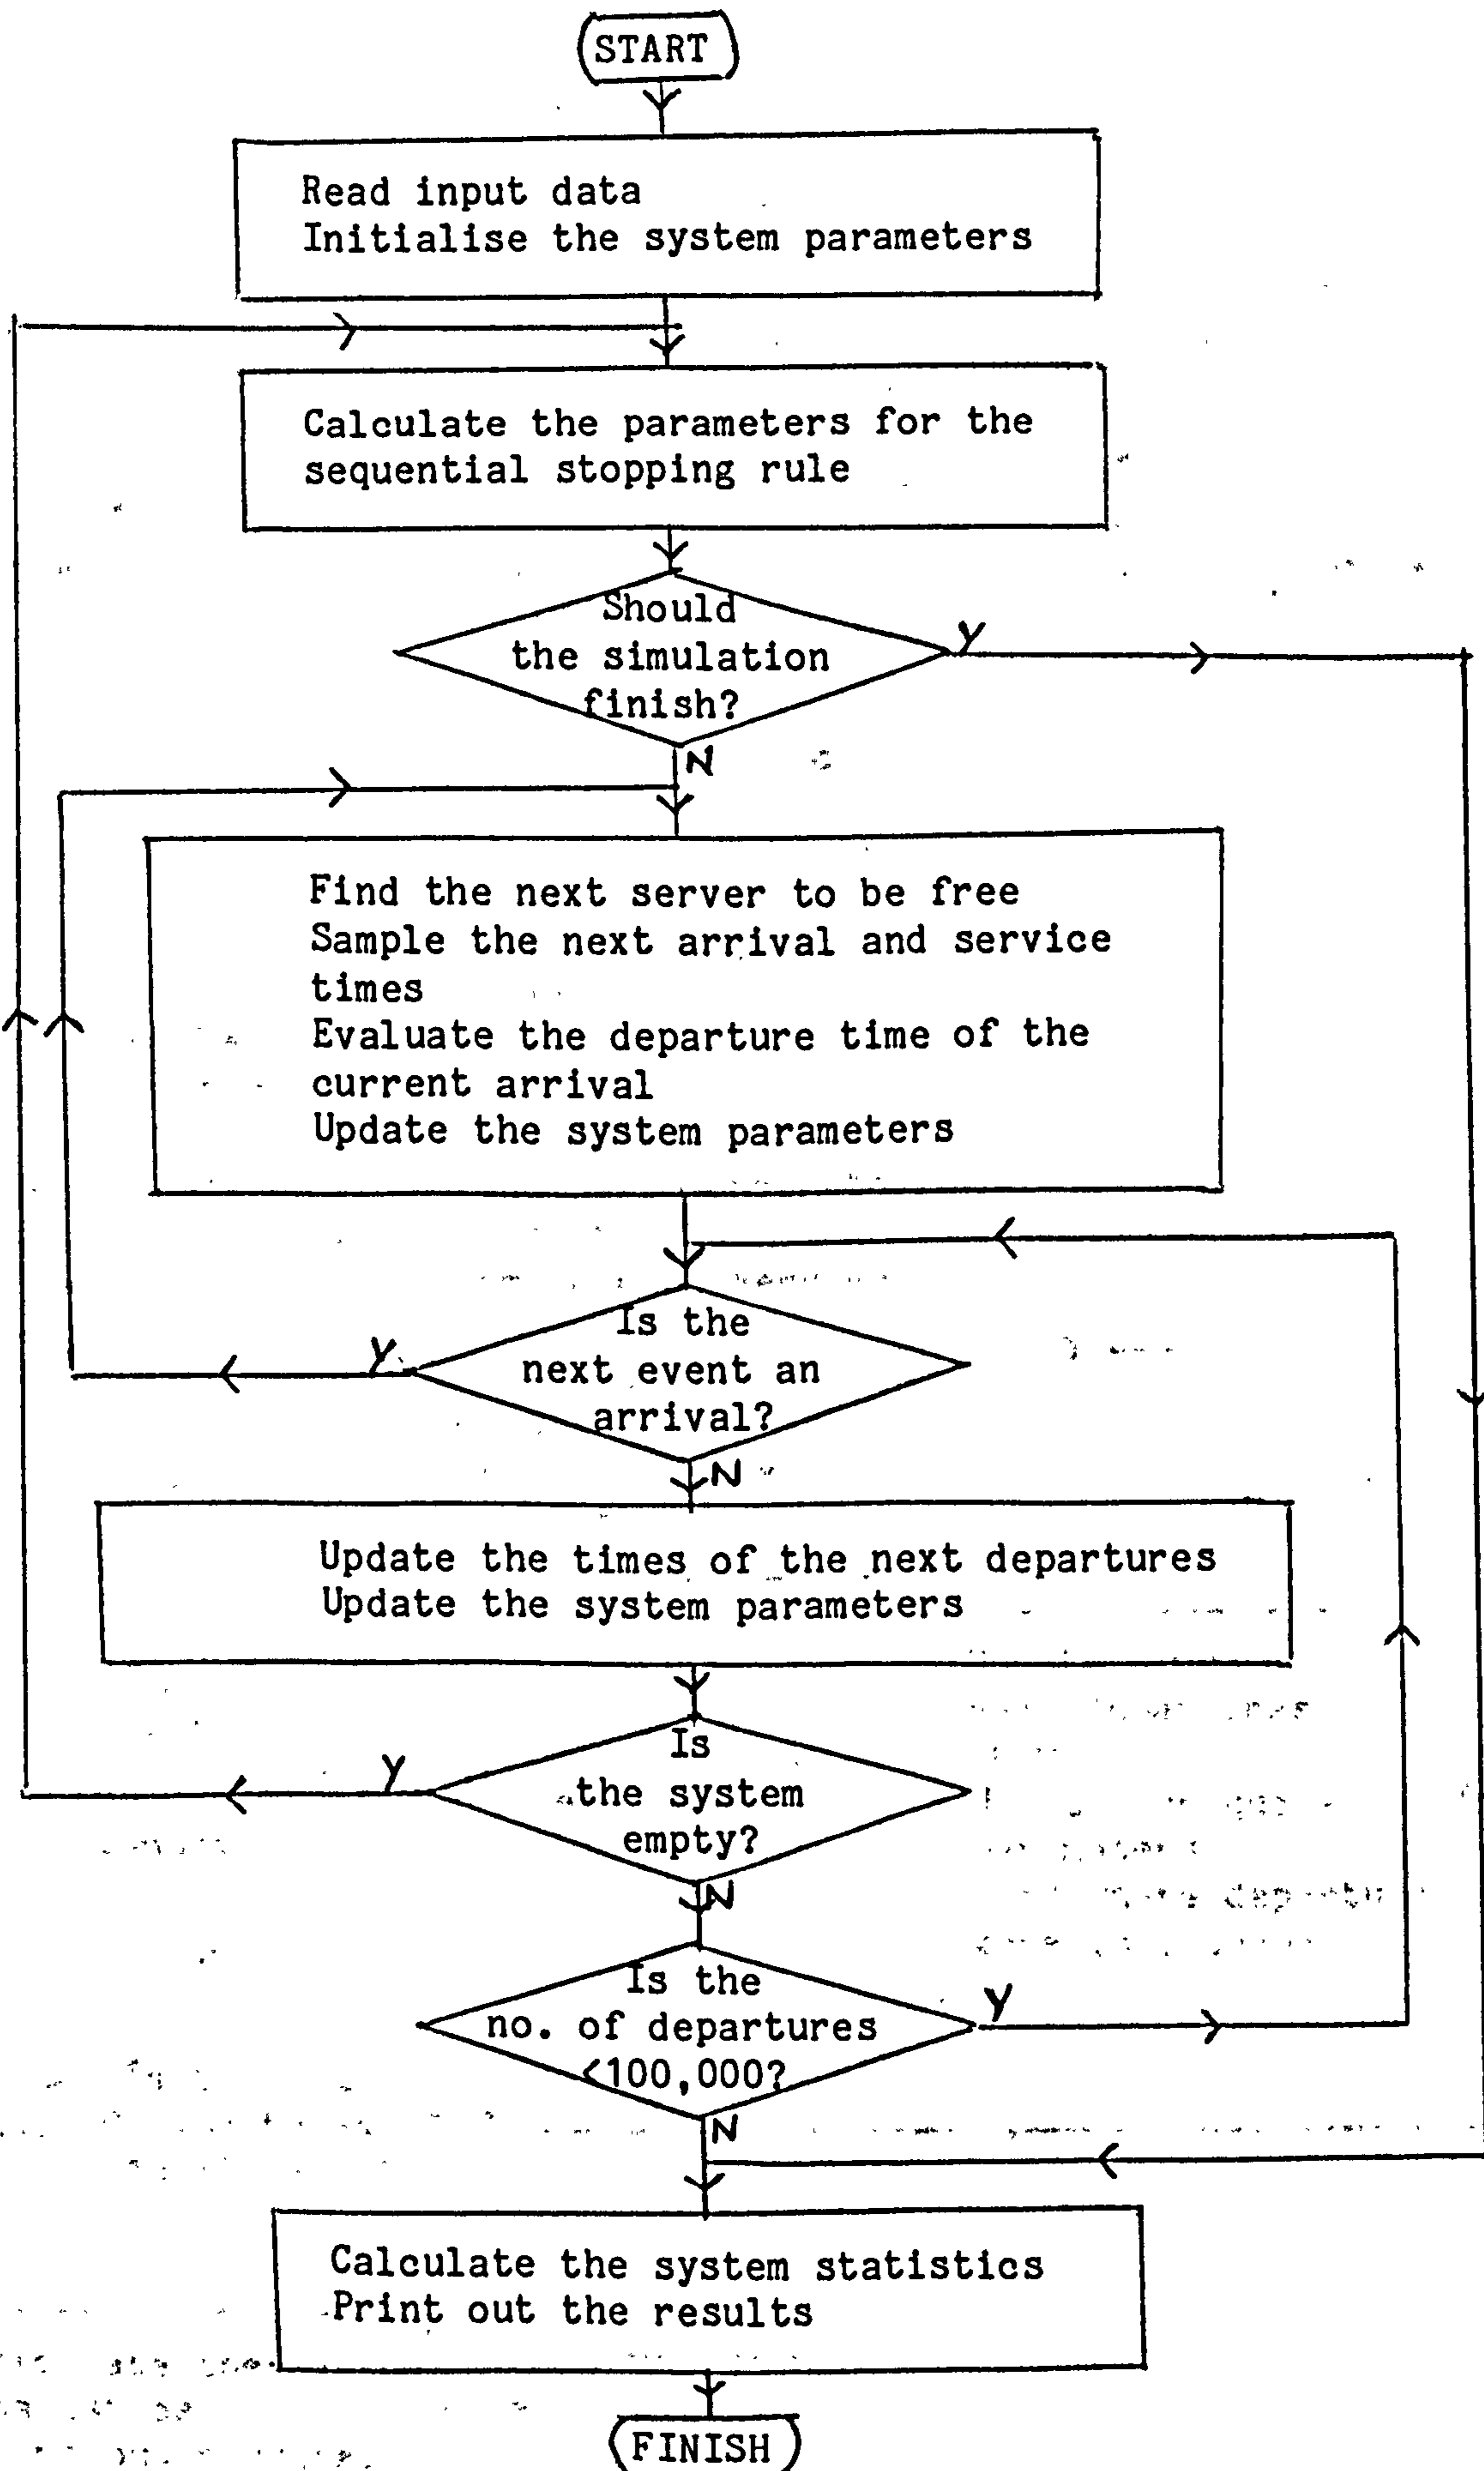 START
Read input data
Initialise the system parameters
Calculate the parameters for the
sequential stopping rule
Should
the simulation
finish?
Y
N
Find the next server to be free
Sample the next arrival and service
times
Evaluate the departure time of the
current arrival
Update the system parameters
Is the
next event an
arrival?
Y
N
Update the times of the next departures
Update the system parameters
Is
the system
empty?
Y
N
Is the
no. of departures
<100,000?
Y
N
Calculate the system statistics
Print out the results
FINISH